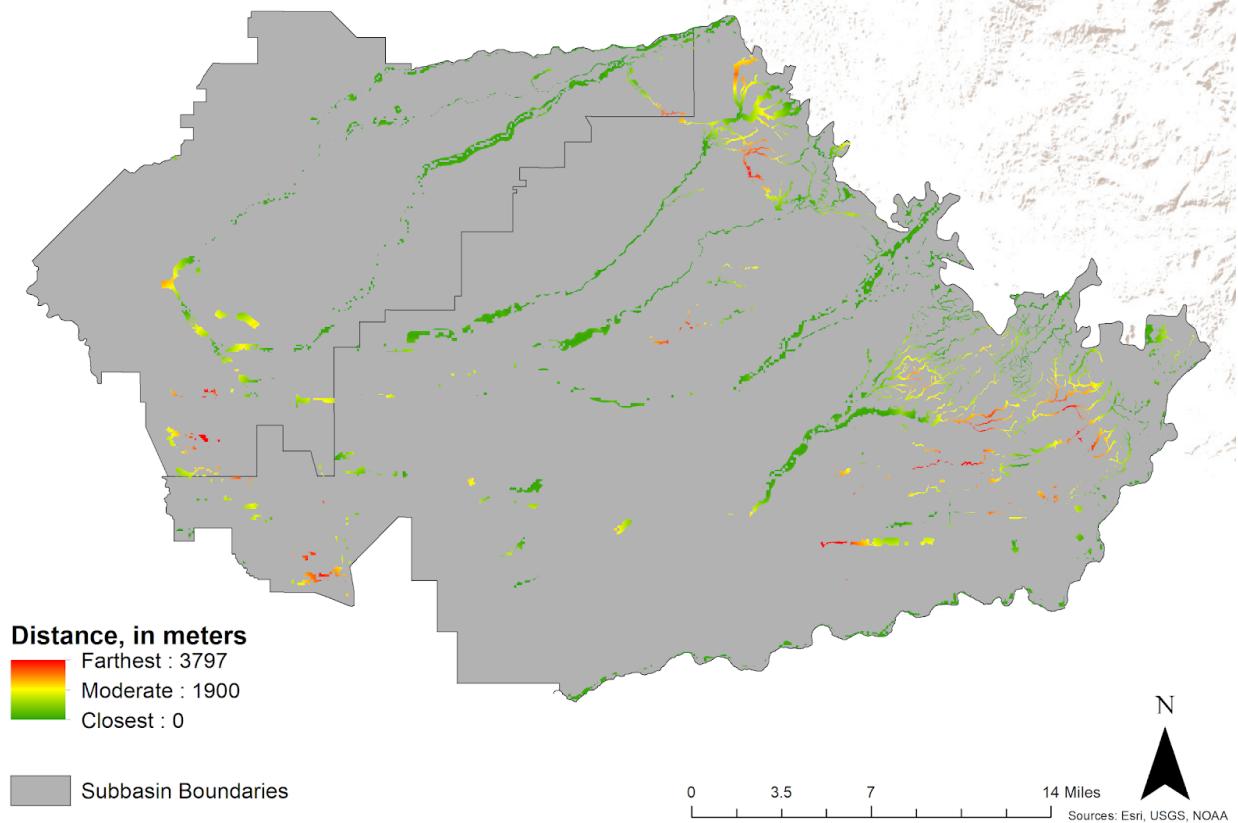 Distance, in meters
Farthest : 3797
Moderate : 1900
Closest : 0
Subbasin Boundaries
N
0 3.5 7 14 Miles
Sources: Esri, USGS, NOAA